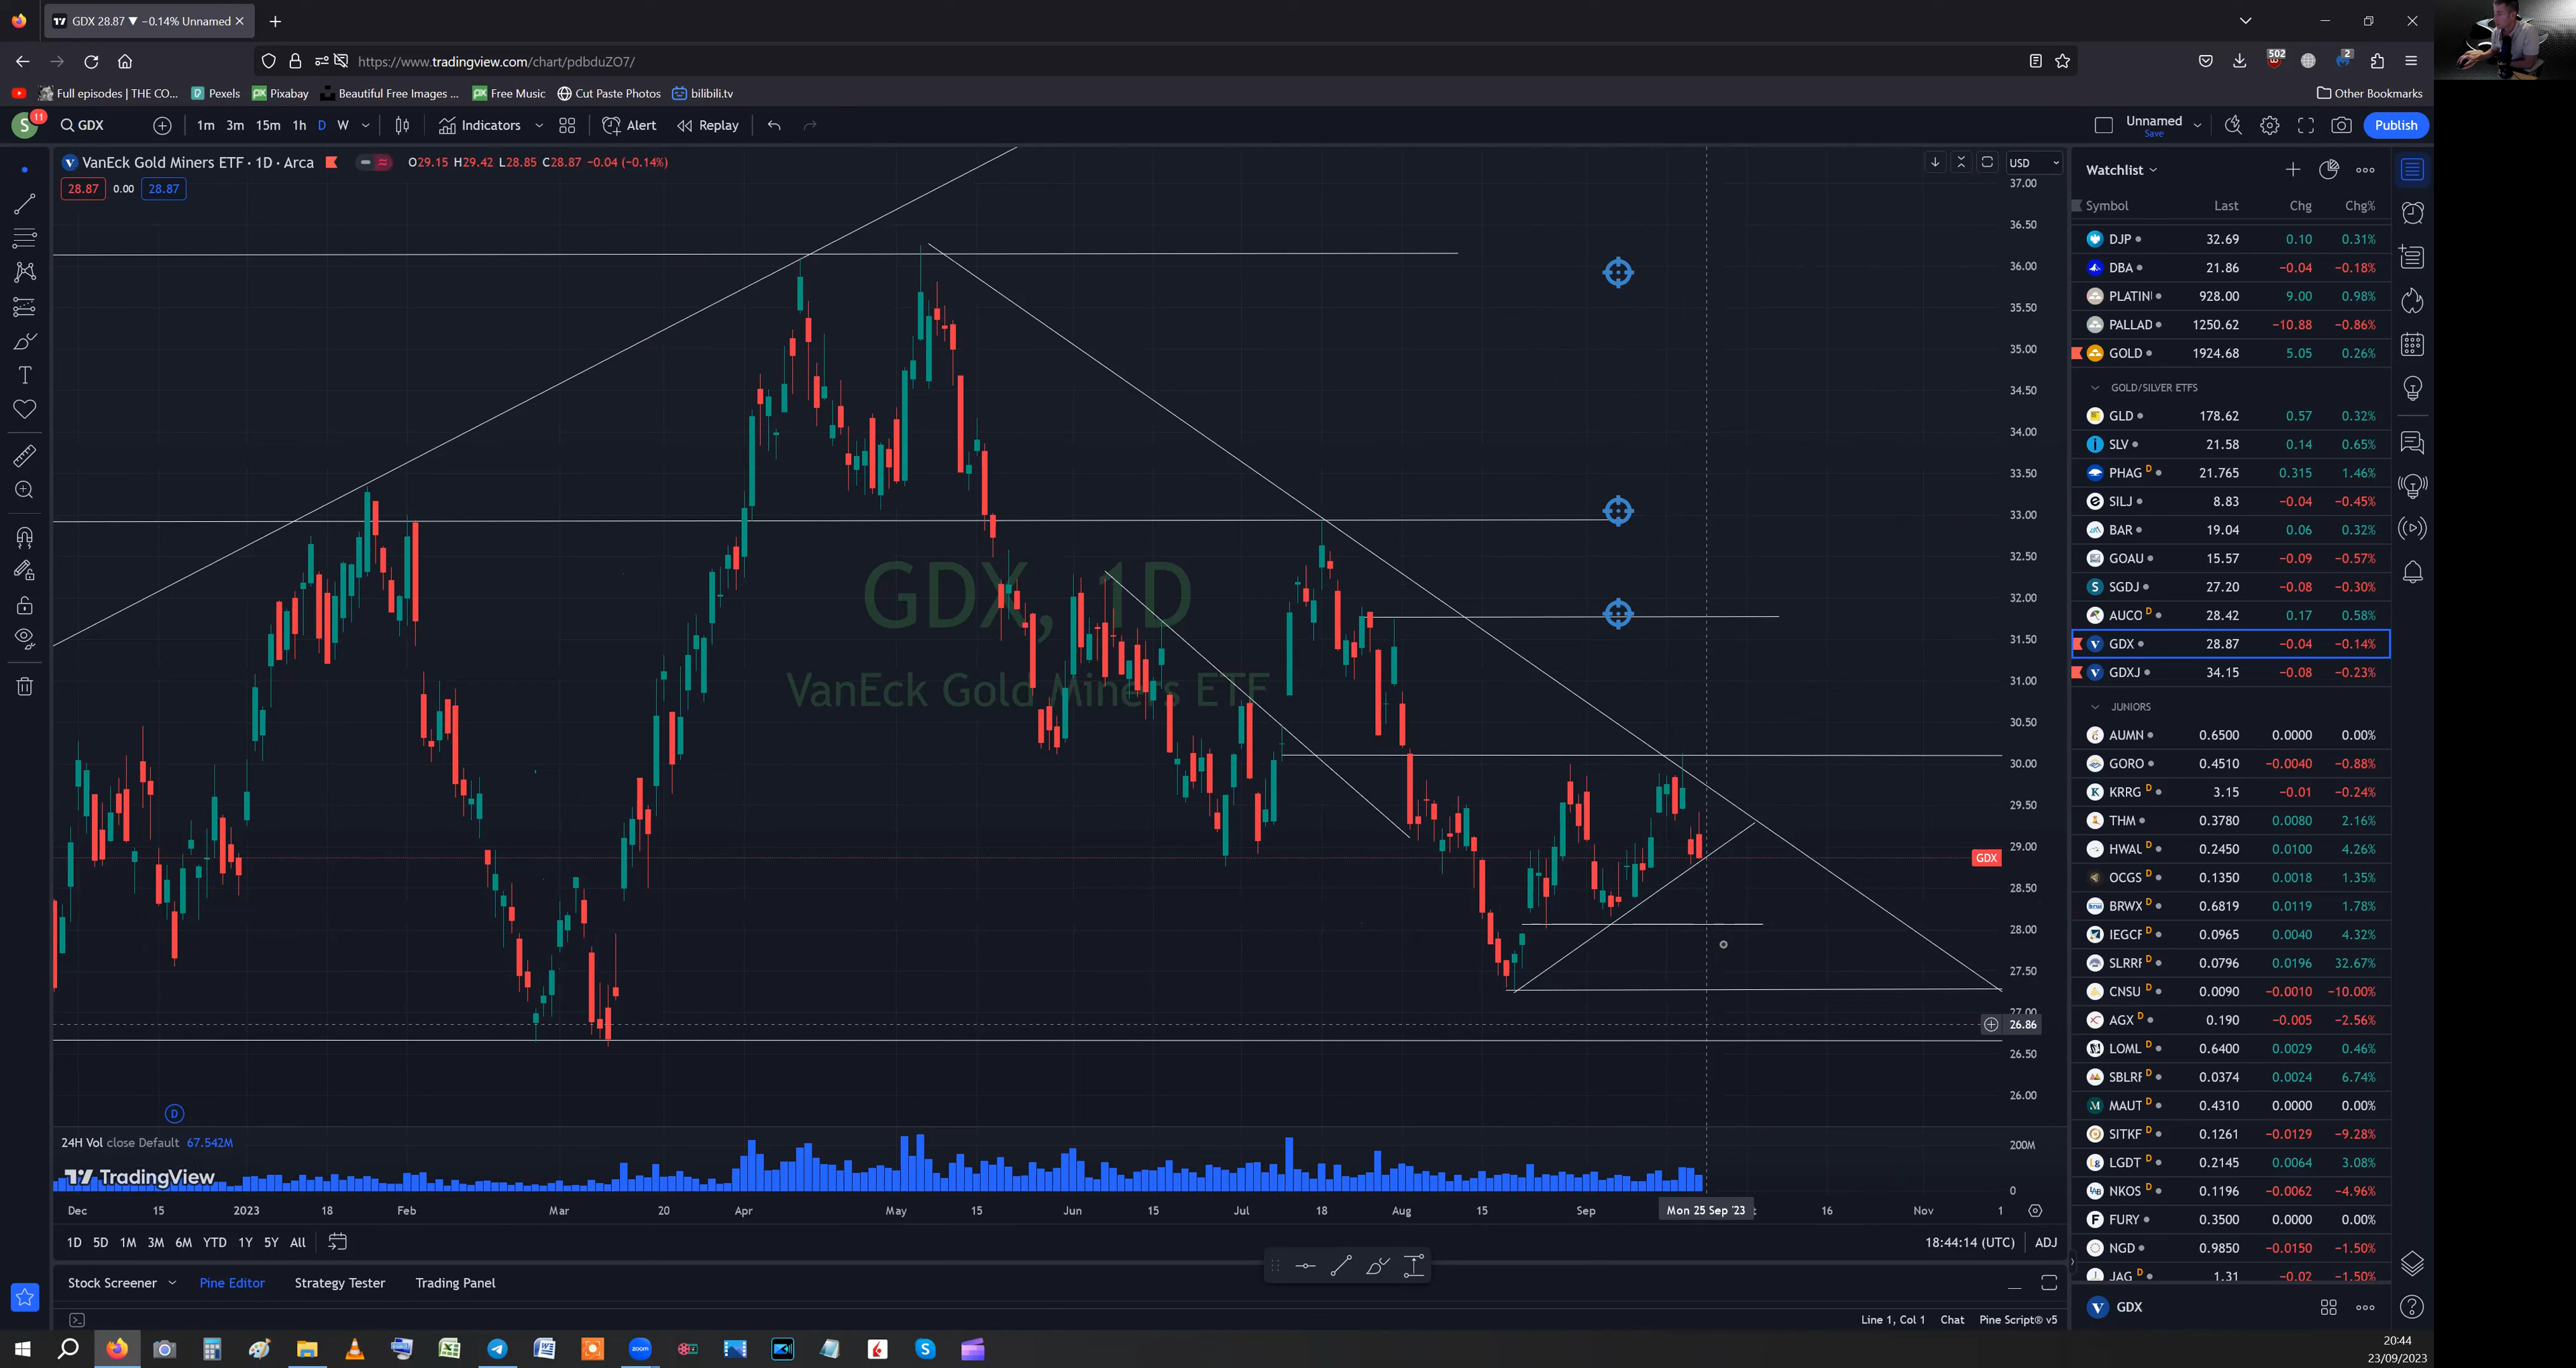 GDX 28.87 ▼ −0.14% Unnamed
https://www.tradingview.com/chart/pdbduZO7/
502
2
Full episodes | THE CO...
Pexels
Pixabay
Beautiful Free Images ...
Free Music
Cut Paste Photos
bilibili.tv
Other Bookmarks
S
11
GDX
1m 3m 15m 1h D W
Indicators
Alert
Replay
Unnamed
Save
Publish
VanEck Gold Miners ETF · 1D · Arca
O29.15 H29.42 L28.85 C28.87 −0.04 (−0.14%)
28.87 0.00 28.87
USD
37.00
36.50
36.00
35.50
35.00
34.50
34.00
33.50
33.00
32.50
32.00
31.50
31.00
30.50
30.00
29.50
29.00
GDX
28.50
28.00
27.50
27.00
26.86
26.50
26.00
GDX, 1D
VanEck Gold Miners ETF
D
24H Vol close Default 67.542M
200M
0
TradingView
Dec 15 2023 18 Feb Mar 20 Apr May 15 Jun 15 Jul 18 Aug 15 Sep Mon 25 Sep '23 16 Nov 1
1D 5D 1M 3M 6M YTD 1Y 5Y All
18:44:14 (UTC) ADJ
Stock Screener
Pine Editor
Strategy Tester
Trading Panel
Line 1, Col 1 Chat Pine Script® v5
Watchlist
Symbol Last Chg Chg%
DJP 32.69 0.10 0.31%
DBA 21.86 −0.04 −0.18%
PLATIN 928.00 9.00 0.98%
PALLAD 1250.62 −10.88 −0.86%
GOLD 1924.68 5.05 0.26%
GOLD/SILVER ETFS
GLD 178.62 0.57 0.32%
SLV 21.58 0.14 0.65%
PHAG D 21.765 0.315 1.46%
SILJ 8.83 −0.04 −0.45%
BAR 19.04 0.06 0.32%
GOAU 15.57 −0.09 −0.57%
SGDJ 27.20 −0.08 −0.30%
AUCO D 28.42 0.17 0.58%
GDX 28.87 −0.04 −0.14%
GDXJ 34.15 −0.08 −0.23%
JUNIORS
AUMN 0.6500 0.0000 0.00%
GORO 0.4510 −0.0040 −0.88%
KRRG D 3.15 −0.01 −0.24%
THM 0.3780 0.0080 2.16%
HWAL D 0.2450 0.0100 4.26%
OCGS D 0.1350 0.0018 1.35%
BRWX D 0.6819 0.0119 1.78%
IEGCF D 0.0965 0.0040 4.32%
SLRRF D 0.0796 0.0196 32.67%
CNSU D 0.0090 −0.0010 −10.00%
AGX D 0.190 −0.005 −2.56%
LOML D 0.6400 0.0029 0.46%
SBLRF D 0.0374 0.0024 6.74%
MAUT D 0.4310 0.0000 0.00%
SITKF D 0.1261 −0.0129 −9.28%
LGDT D 0.2145 0.0064 3.08%
NKOS D 0.1196 −0.0062 −4.96%
FURY 0.3500 0.0000 0.00%
NGD 0.9850 −0.0150 −1.50%
JAG D 1.31 −0.02 −1.50%
GDX
zoom
20:44
23/09/2023